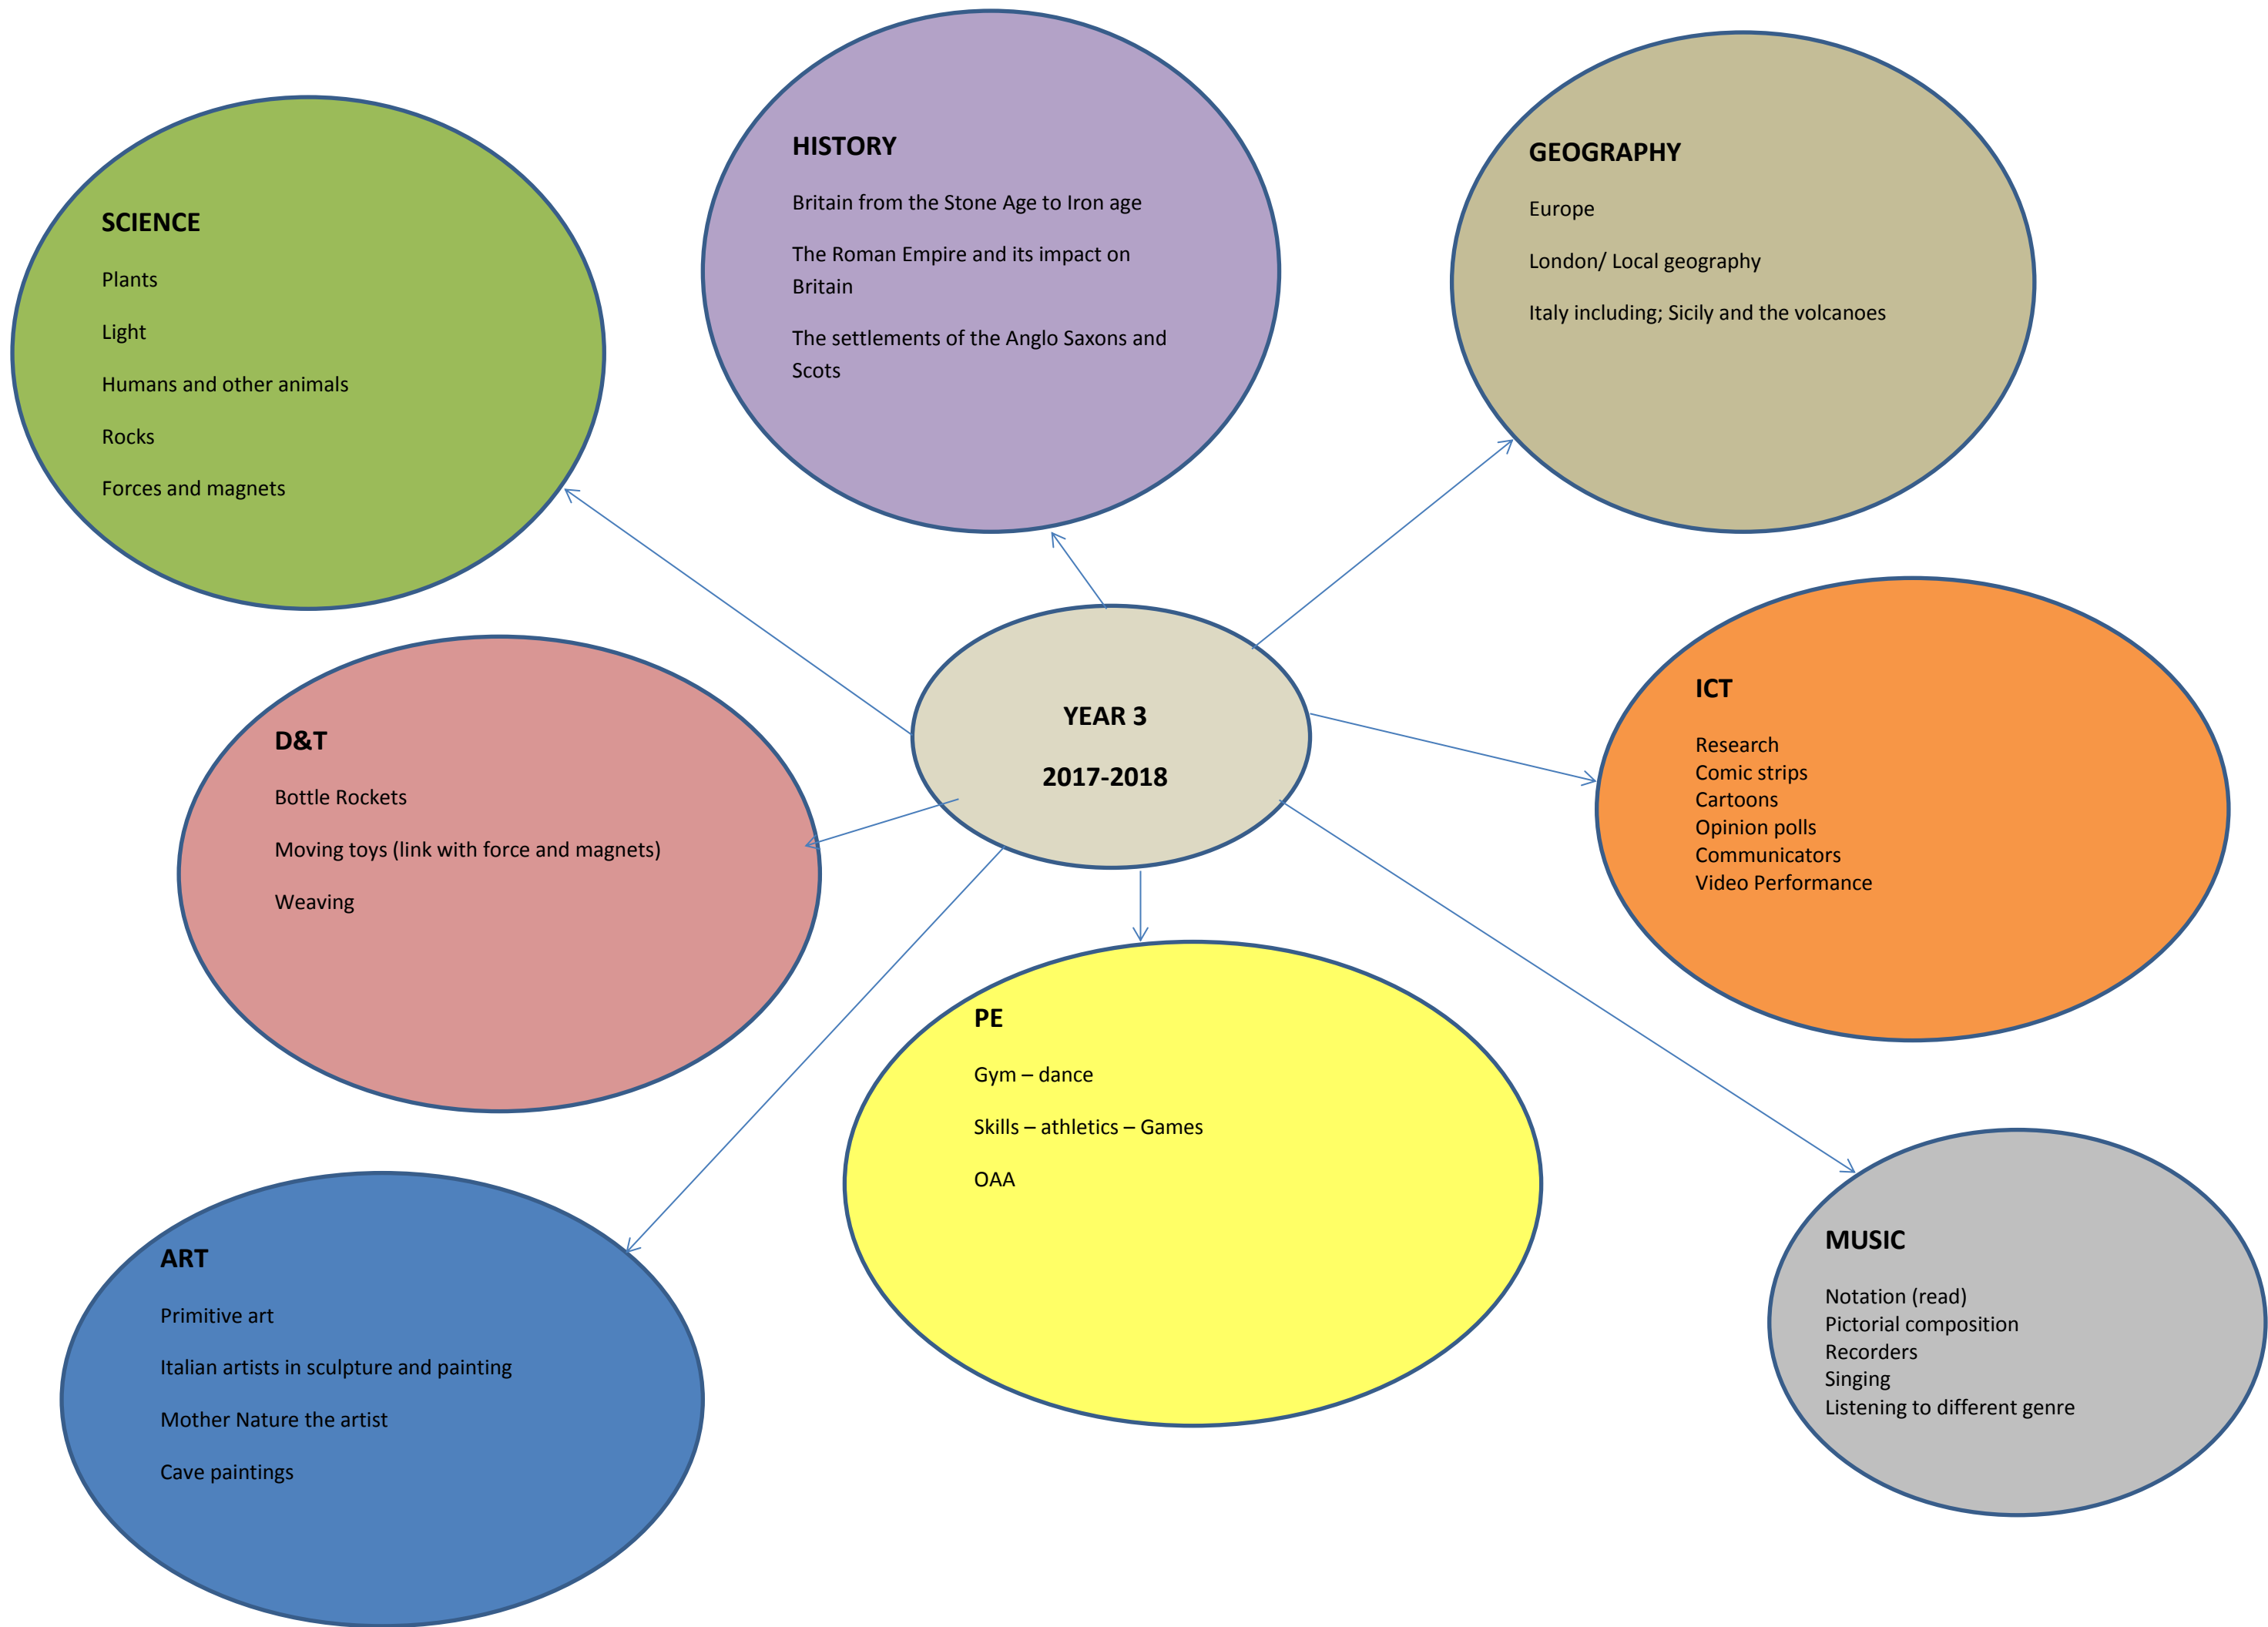 SCIENCE
Plants
Light
Humans and other animals
Rocks
Forces and magnets
HISTORY
Britain from the Stone Age to Iron age
The Roman Empire and its impact on
Britain
The settlements of the Anglo Saxons and
Scots
GEOGRAPHY
Europe
London/ Local geography
Italy including; Sicily and the volcanoes
D&T
Bottle Rockets
Moving toys (link with force and magnets)
Weaving
YEAR 3
2017-2018
ICT
Research
Comic strips
Cartoons
Opinion polls
Communicators
Video Performance
ART
Primitive art
Italian artists in sculpture and painting
Mother Nature the artist
Cave paintings
PE
Gym – dance
Skills – athletics – Games
OAA
MUSIC
Notation (read)
Pictorial composition
Recorders
Singing
Listening to different genre